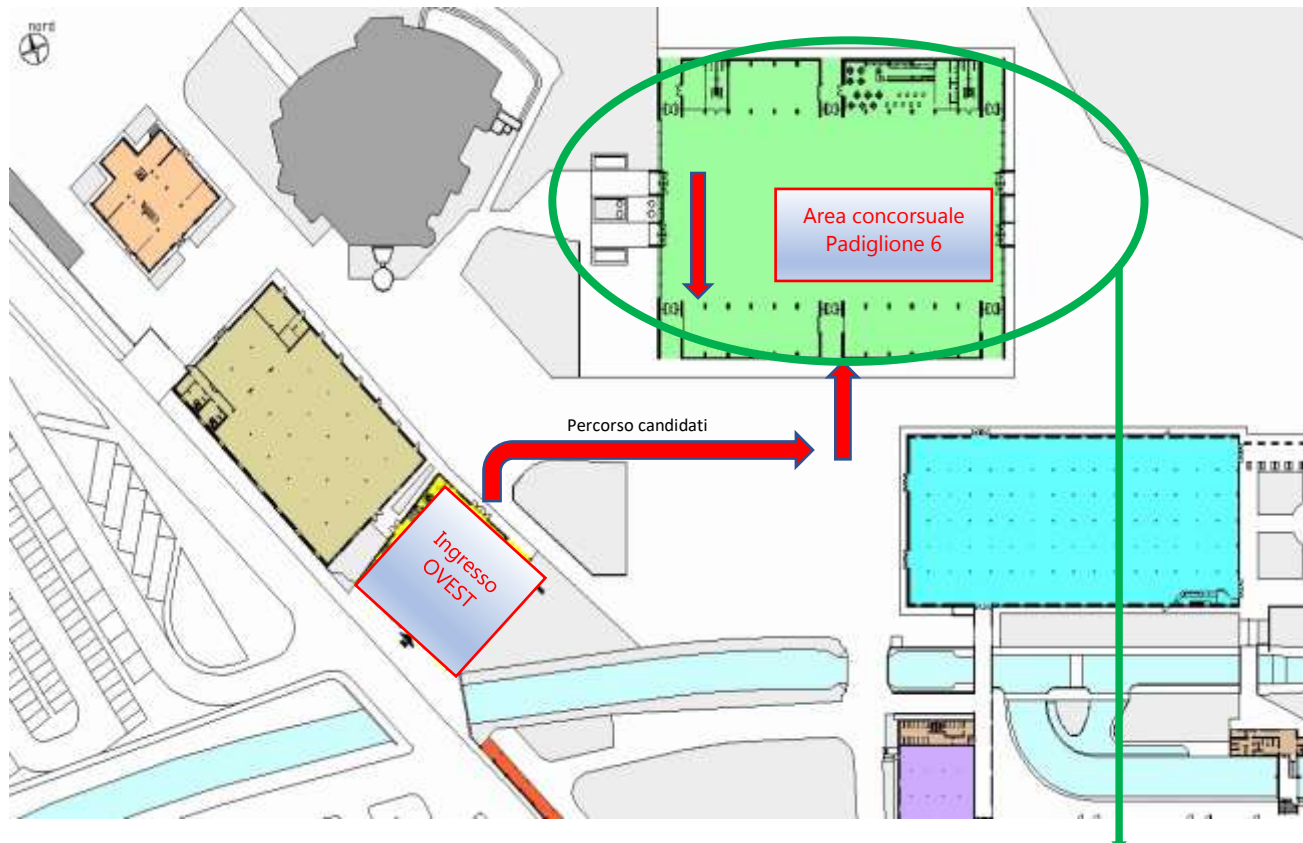 nord
Area concorsuale
Padiglione 6
Percorso candidati
Ingresso
OVEST